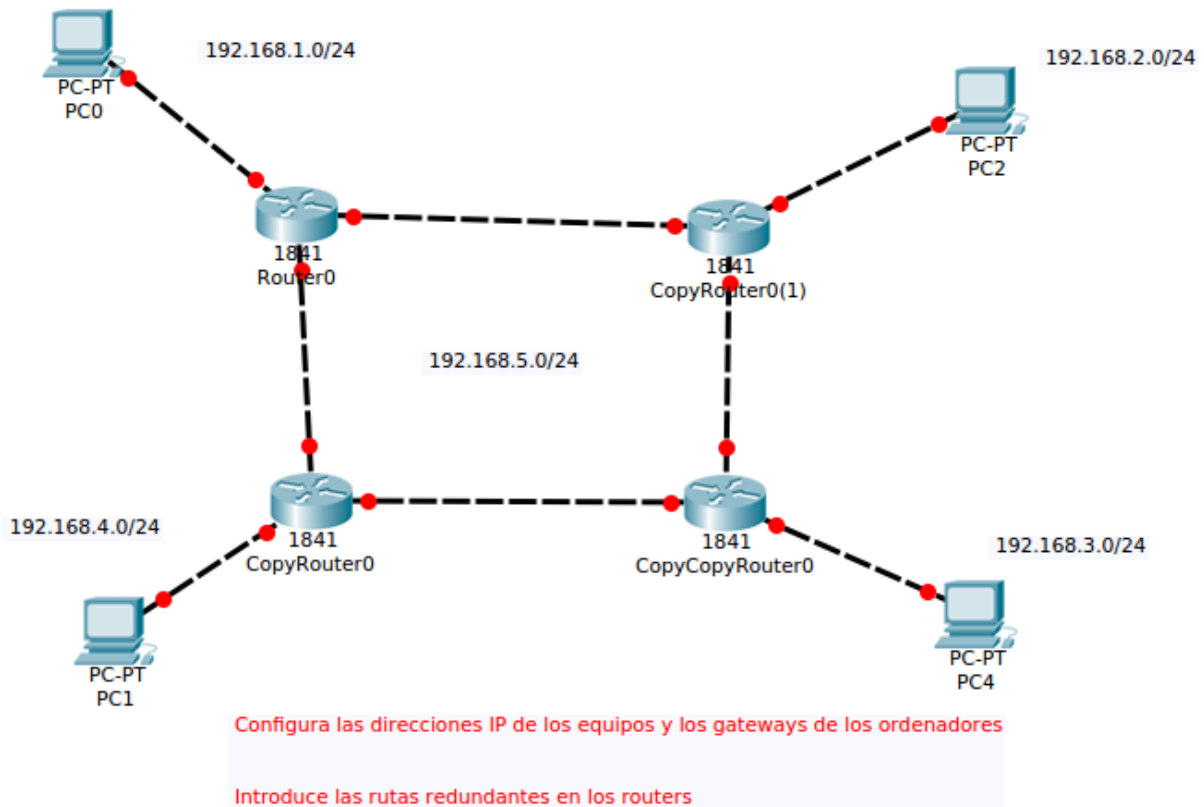 192.168.1.0/24
192.168.2.0/24
PC-PT
PC0
PC-PT
PC2
1841
Router0
1841
CopyRouter0(1)
192.168.5.0/24
192.168.4.0/24
1841
CopyRouter0
1841
CopyCopyRouter0
192.168.3.0/24
PC-PT
PC1
PC-PT
PC4
Configura las direcciones IP de los equipos y los gateways de los ordenadores
Introduce las rutas redundantes en los routers